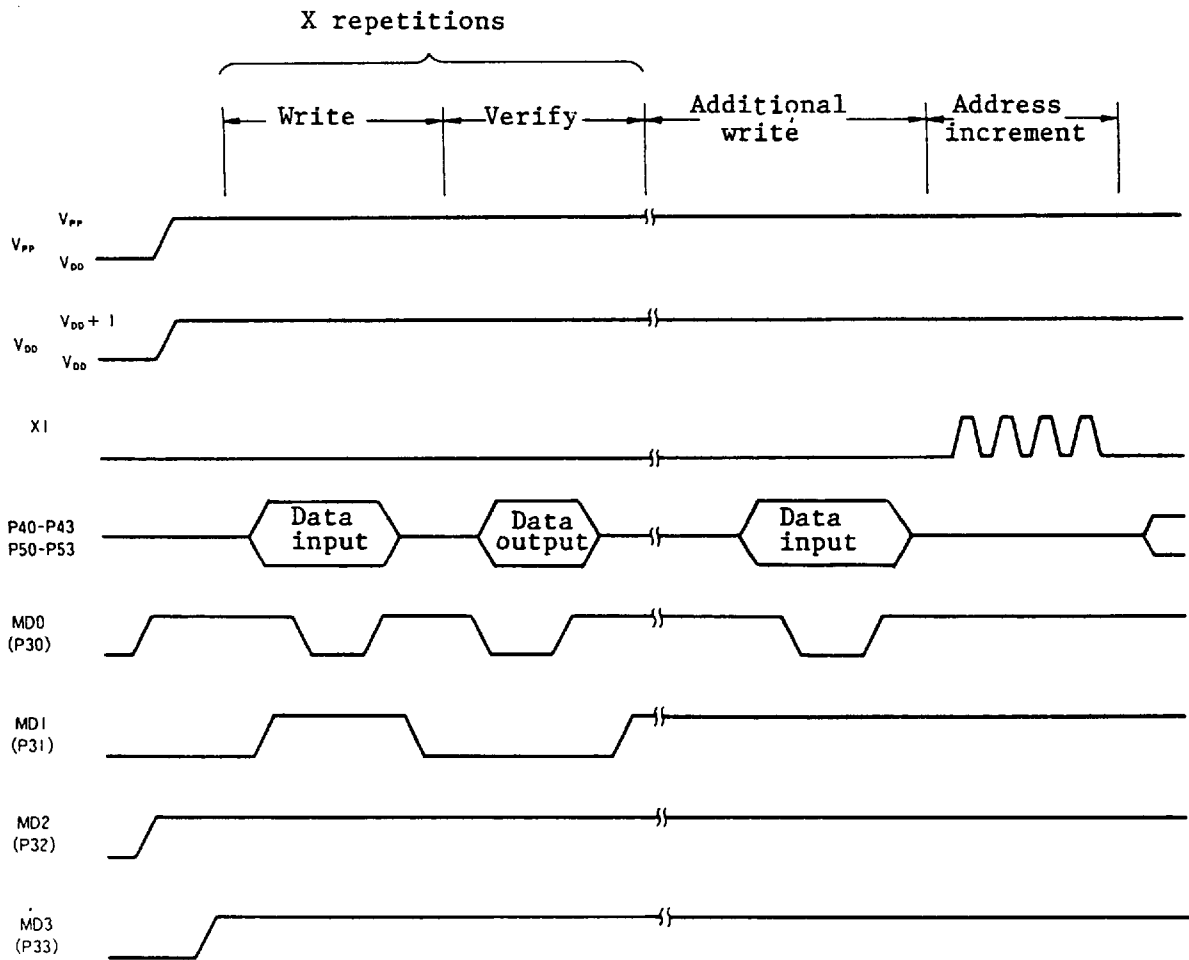 X repetitions
Write
Verify
Additional
write
Address
increment
VPP
VPP
VDD
VDD + 1
VDD
VDD
X1
P40-P43
P50-P53
Data
input
Data
output
Data
input
MD0
(P30)
MD1
(P31)
MD2
(P32)
MD3
(P33)